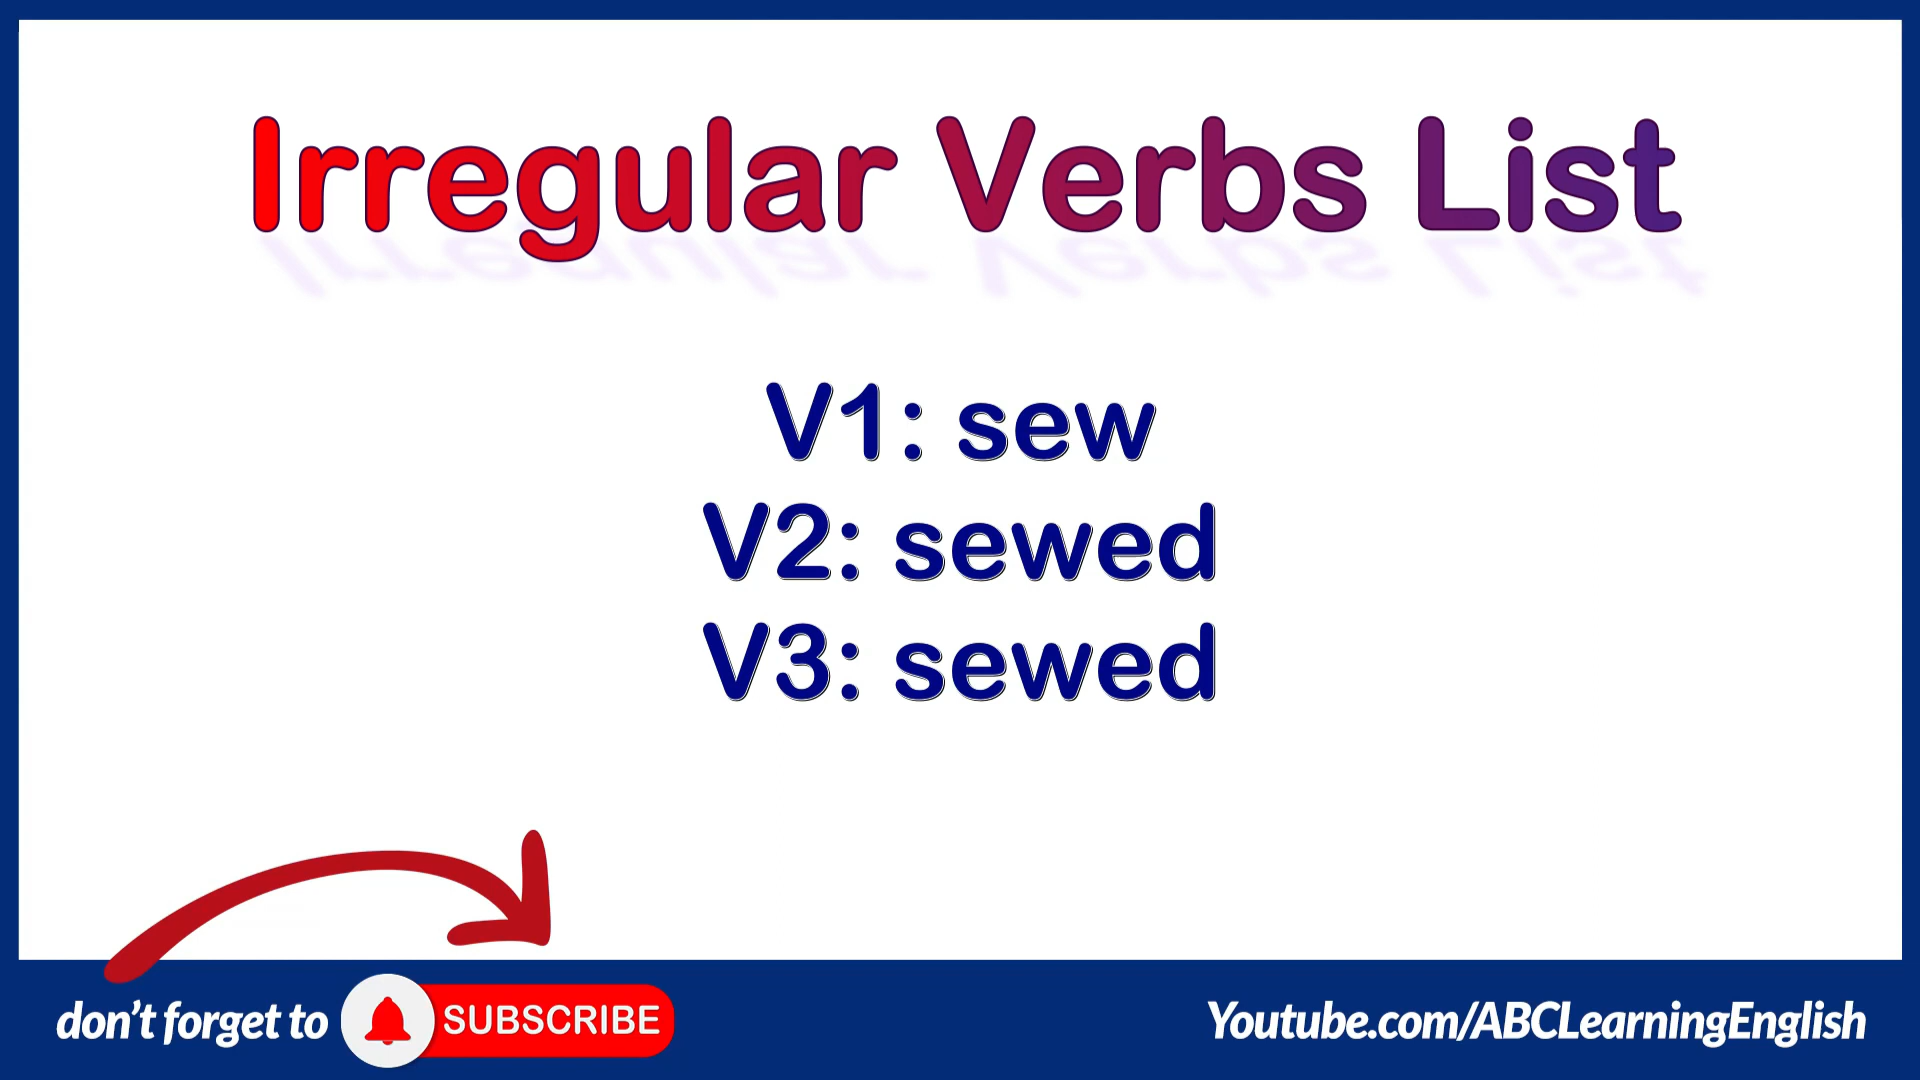 Irregular Verbs List
V1: sew
V2: sewed
V3: sewed
don't forget to SUBSCRIBE
Youtube.com/ABCLearningEnglish